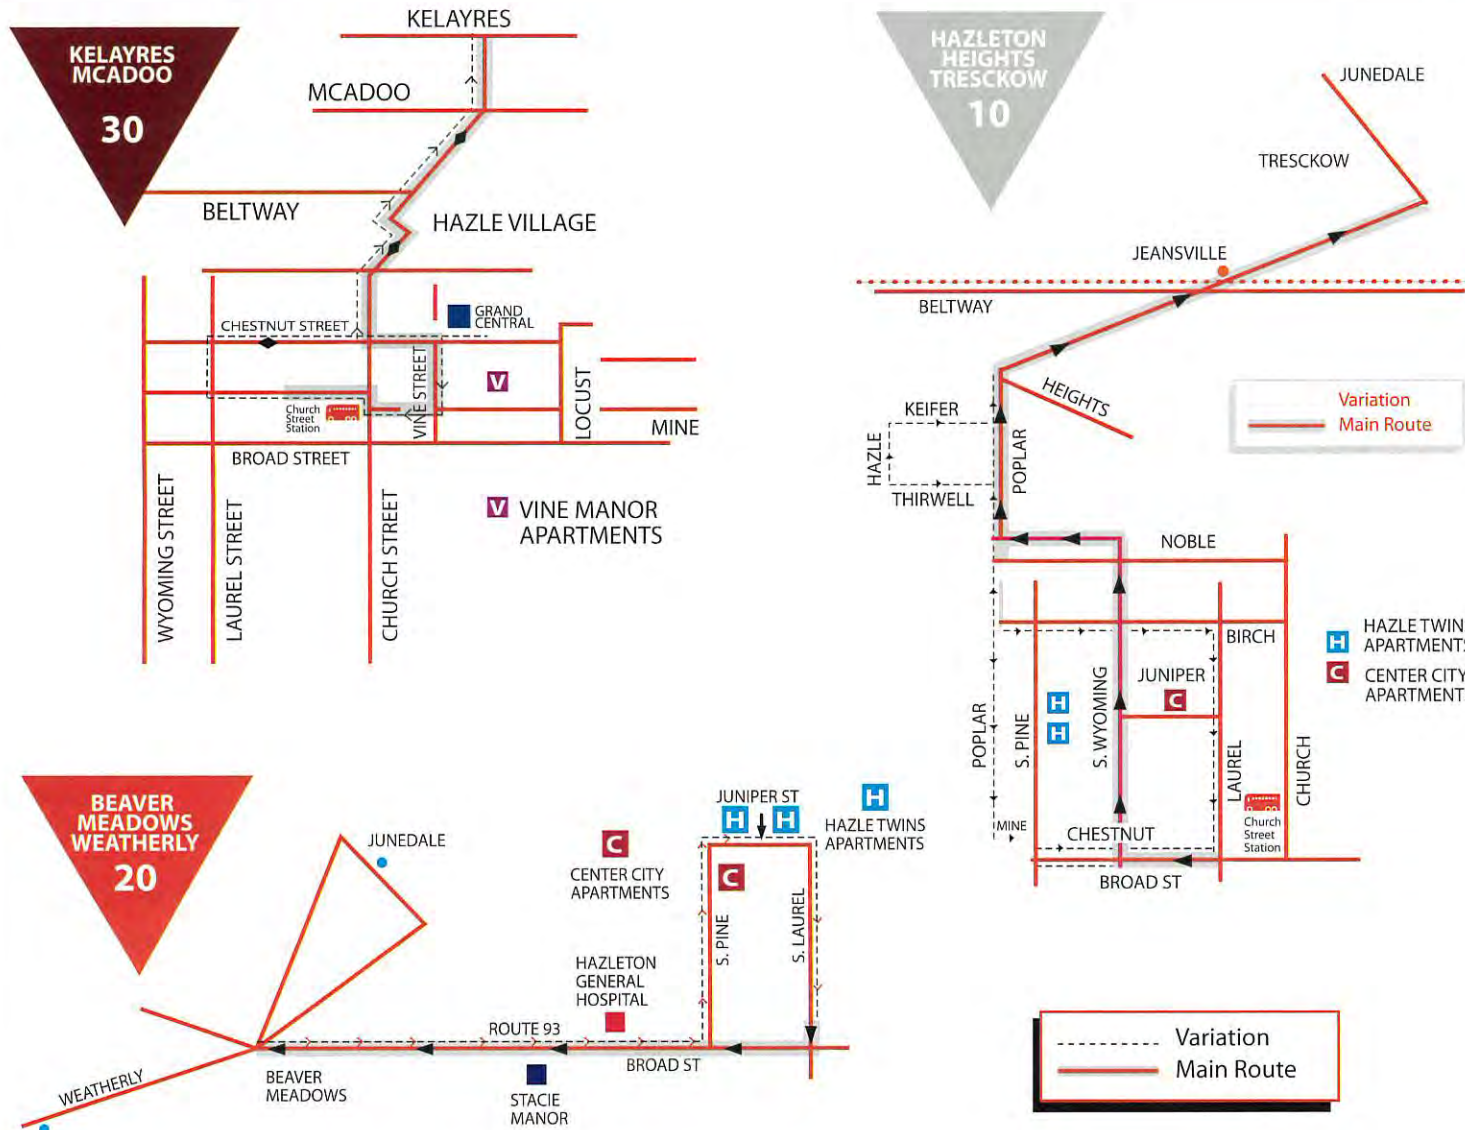 KELAYRES
MCADOO
30
KELAYRES
MCADOO
BELTWAY
HAZLE VILLAGE
CHESTNUT STREET
GRAND
CENTRAL
VINE STREET
V
LOCUST
Church
Street
Station
MINE
BROAD STREET
WYOMING STREET
LAUREL STREET
CHURCH STREET
V VINE MANOR
APARTMENTS
HAZLETON
HEIGHTS
TRESCKOW
10
JUNEDALE
TRESCKOW
JEANSVILLE
BELTWAY
HEIGHTS
KEIFER
HAZLE
POPLAR
THIRWELL
Variation
Main Route
NOBLE
BIRCH
H HAZLE TWIN
APARTMENTS
C CENTER CITY
APARTMENT
JUNIPER
C
H
H
POPLAR
S. PINE
S. WYOMING
LAUREL
CHURCH
MINE
CHESTNUT
Church
Street
Station
BROAD ST
BEAVER
MEADOWS
WEATHERLY
20
JUNEDALE
JUNIPER ST
H H
H
HAZLE TWINS
APARTMENTS
C
CENTER CITY
APARTMENTS
C
S. PINE
S. LAUREL
HAZLETON
GENERAL
HOSPITAL
ROUTE 93
BROAD ST
WEATHERLY
BEAVER
MEADOWS
STACIE
MANOR
Variation
Main Route